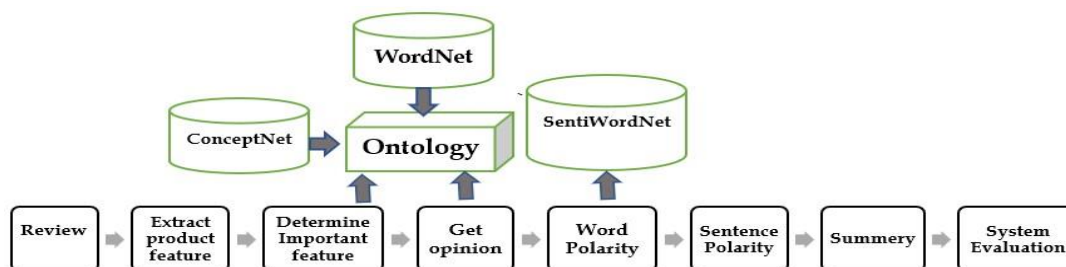 WordNet
ConceptNet
SentiWordNet
Ontology
Review
Extract
product
feature
Determine
Important
feature
Get
opinion
Word
Polarity
Sentence
Polarity
Summery
System
Evaluation